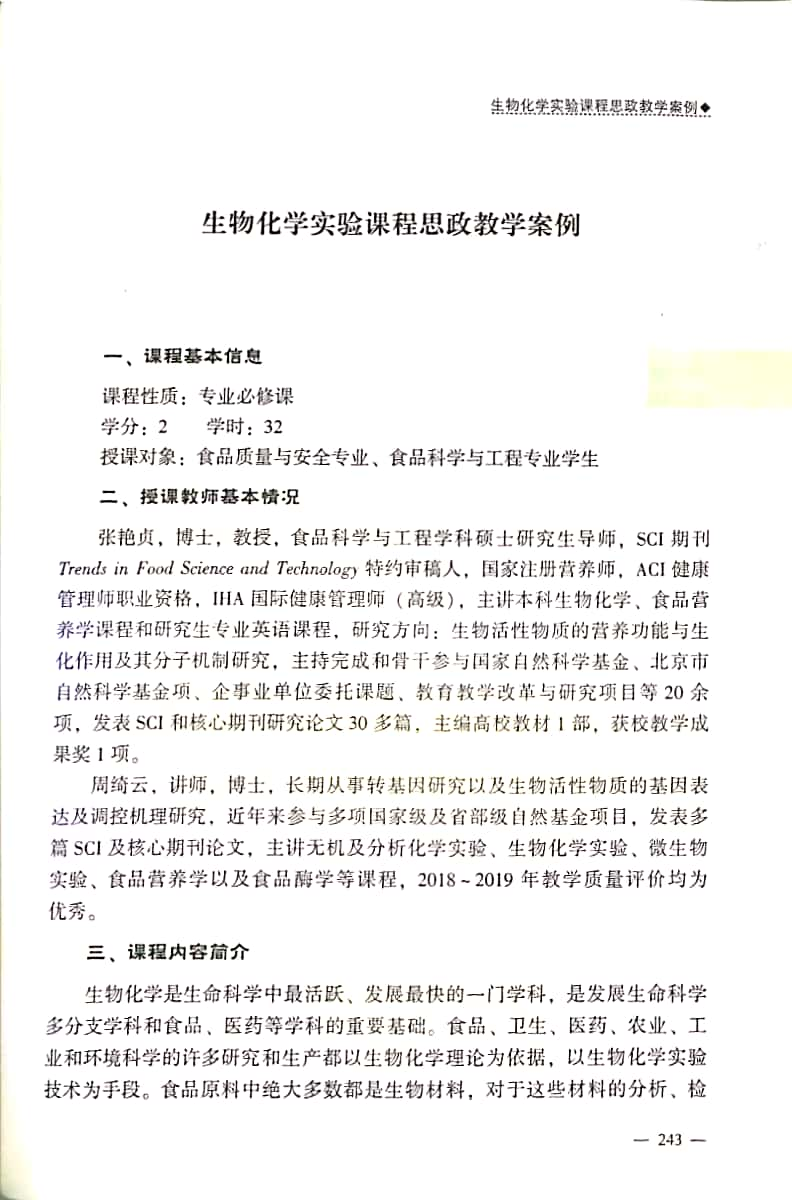 生物化学实验课程思政教学案例◆
生物化学实验课程思政教学案例
一、课程基本信息
课程性质：专业必修课
学分：2 学时：32
授课对象：食品质量与安全专业、食品科学与工程专业学生
二、授课教师基本情况
张艳贞，博士，教授，食品科学与工程学科硕士研究生导师，SCI 期刊
Trends in Food Science and Technology 特约审稿人，国家注册营养师，ACI 健康
管理师职业资格，IHA 国际健康管理师（高级），主讲本科生物化学、食品营
养学课程和研究生专业英语课程，研究方向：生物活性物质的营养功能与生
化作用及其分子机制研究，主持完成和骨干参与国家自然科学基金、北京市
自然科学基金项、企事业单位委托课题、教育教学改革与研究项目等 20 余
项，发表 SCI 和核心期刊研究论文 30 多篇，主编高校教材 1 部，获校教学成
果奖 1 项。
周绮云，讲师，博士，长期从事转基因研究以及生物活性物质的基因表
达及调控机理研究，近年来参与多项国家级及省部级自然基金项目，发表多
篇 SCI 及核心期刊论文，主讲无机及分析化学实验、生物化学实验、微生物
实验、食品营养学以及食品酶学等课程，2018～2019 年教学质量评价均为
优秀。
三、课程内容简介
生物化学是生命科学中最活跃、发展最快的一门学科，是发展生命科学
多分支学科和食品、医药等学科的重要基础。食品、卫生、医药、农业、工
业和环境科学的许多研究和生产都以生物化学理论为依据，以生物化学实验
技术为手段。食品原料中绝大多数都是生物材料，对于这些材料的分析、检
— 243 —